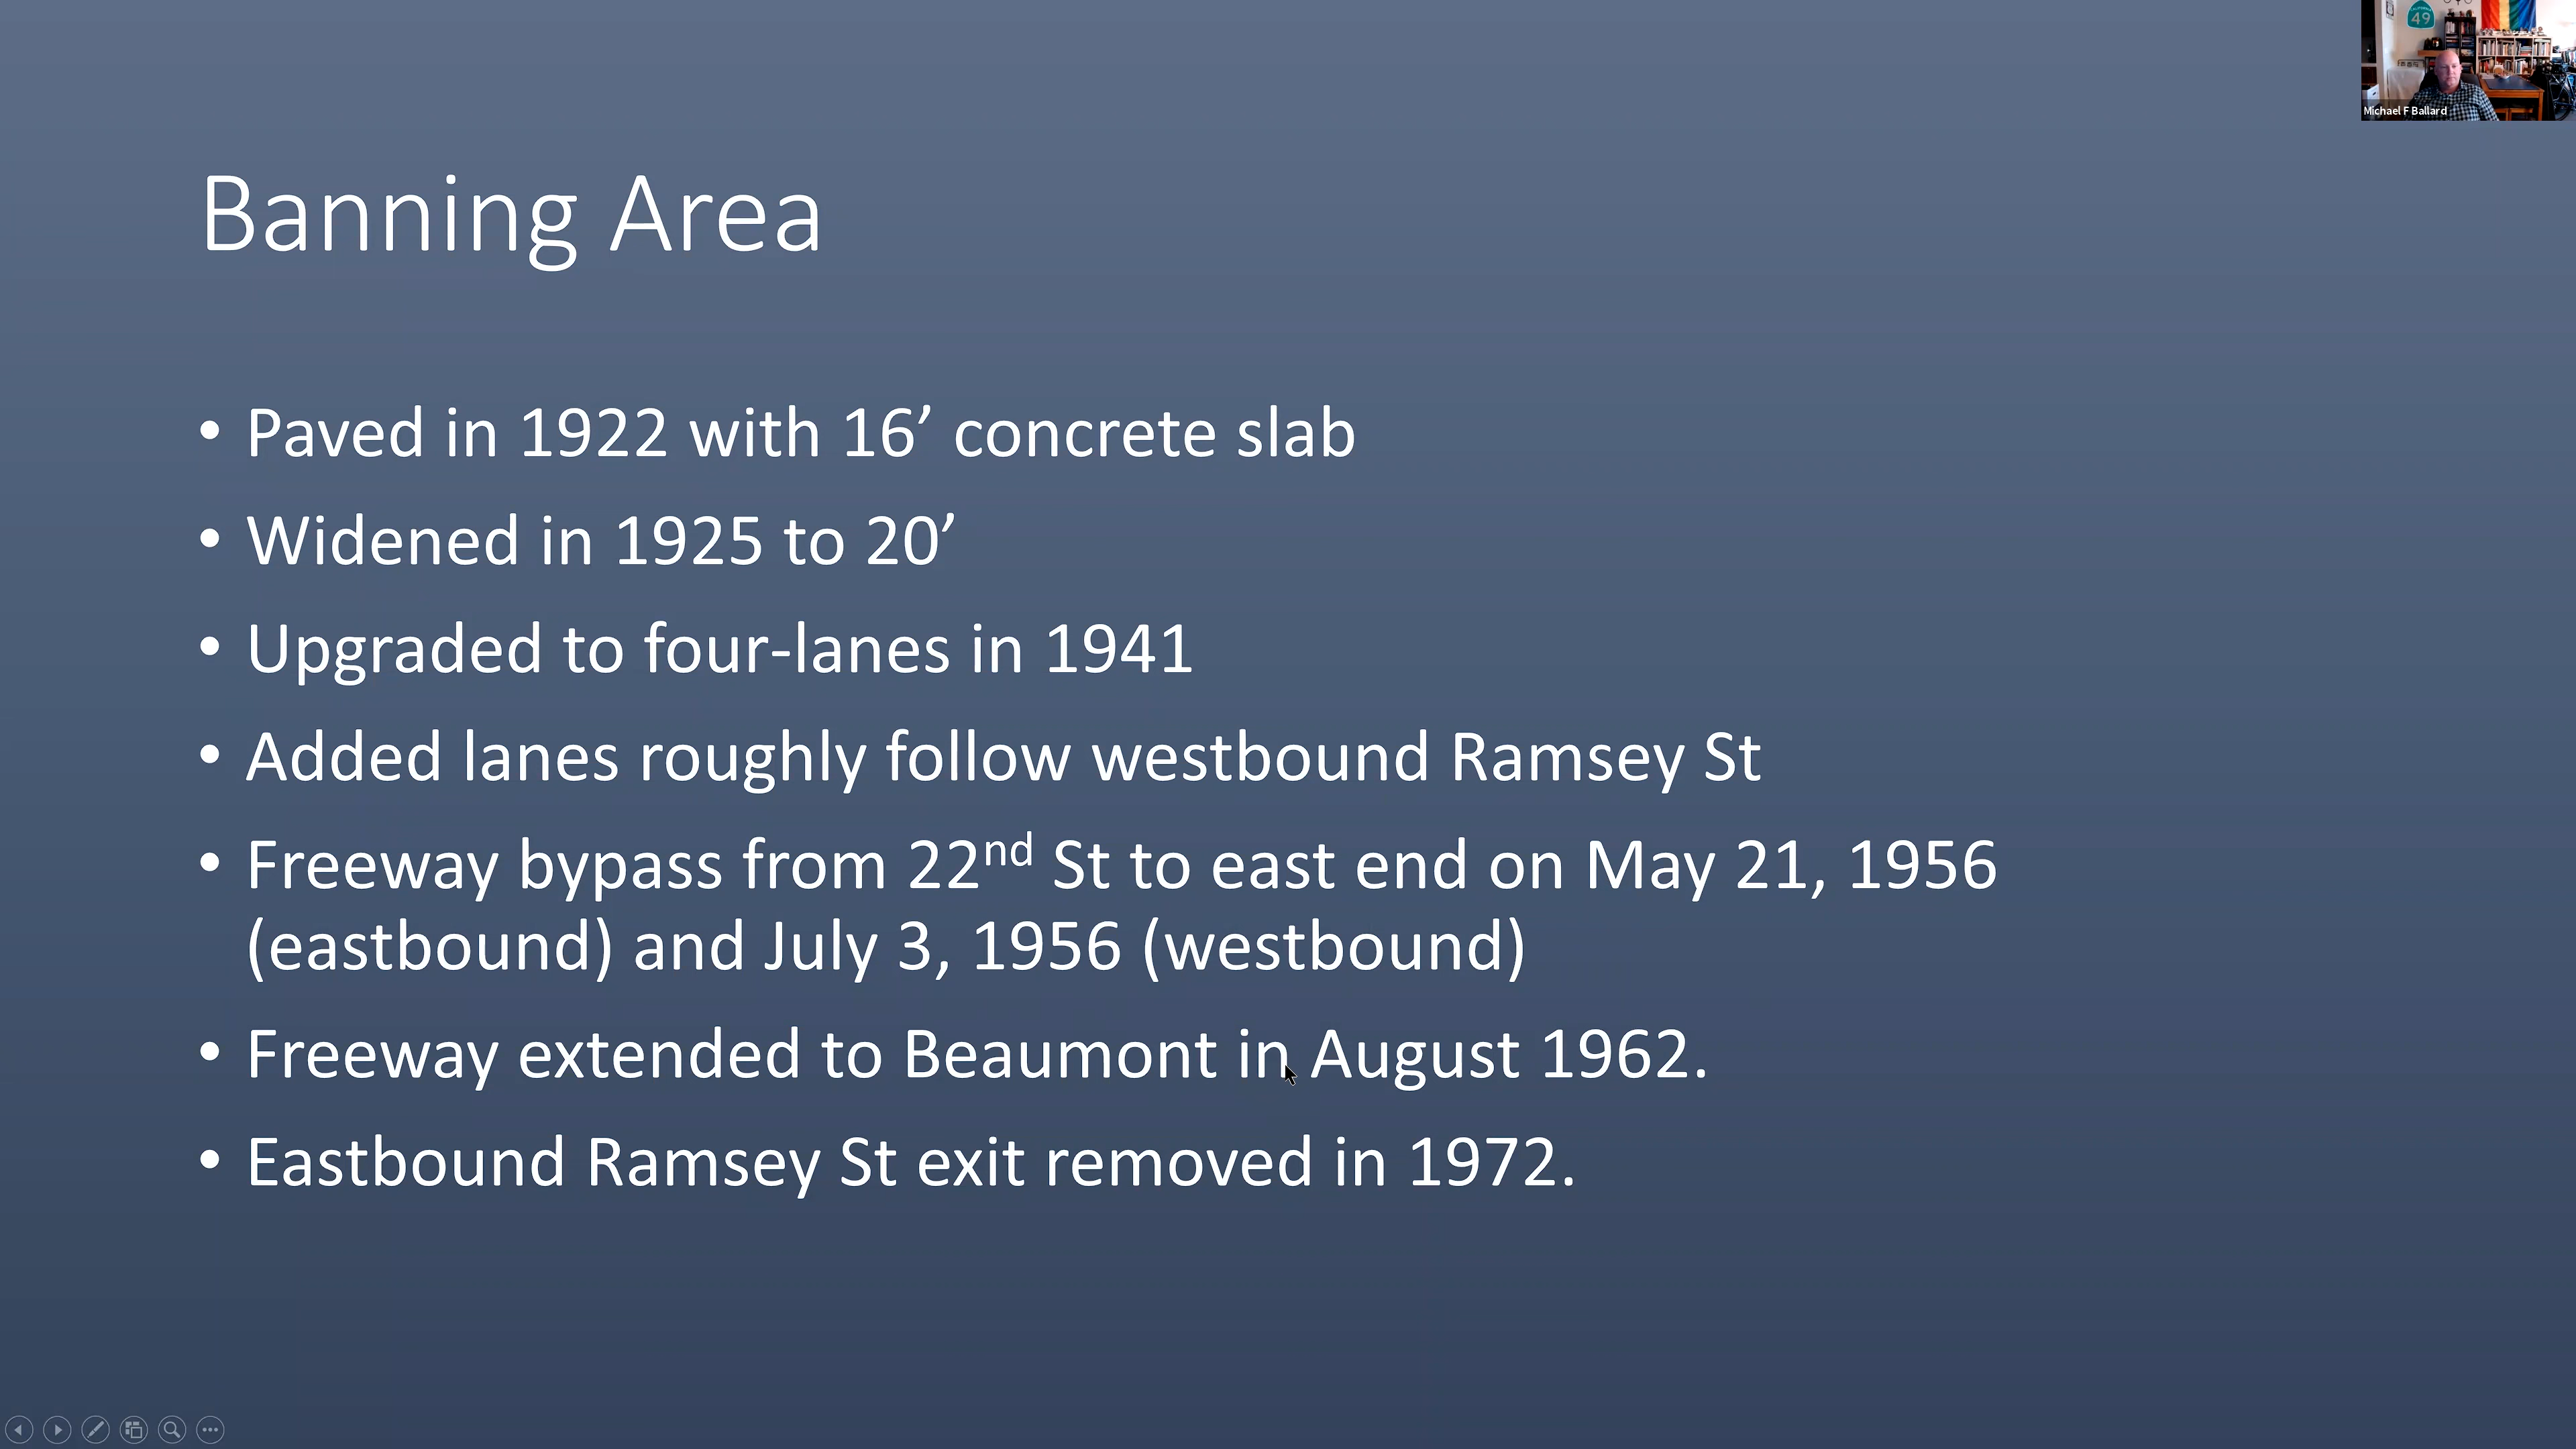 49
Michael F Ballard
Banning Area
• Paved in 1922 with 16’ concrete slab
• Widened in 1925 to 20’
• Upgraded to four-lanes in 1941
• Added lanes roughly follow westbound Ramsey St
• Freeway bypass from 22nd St to east end on May 21, 1956
(eastbound) and July 3, 1956 (westbound)
• Freeway extended to Beaumont in August 1962.
• Eastbound Ramsey St exit removed in 1972.